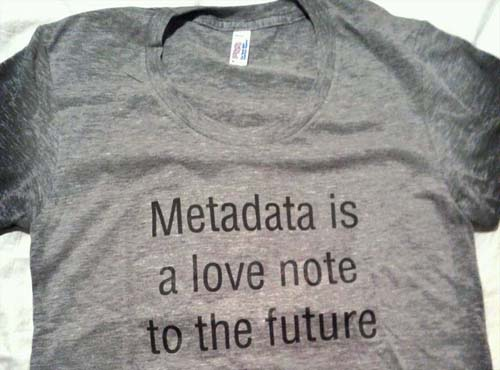 Metadata is
a love note
to the future